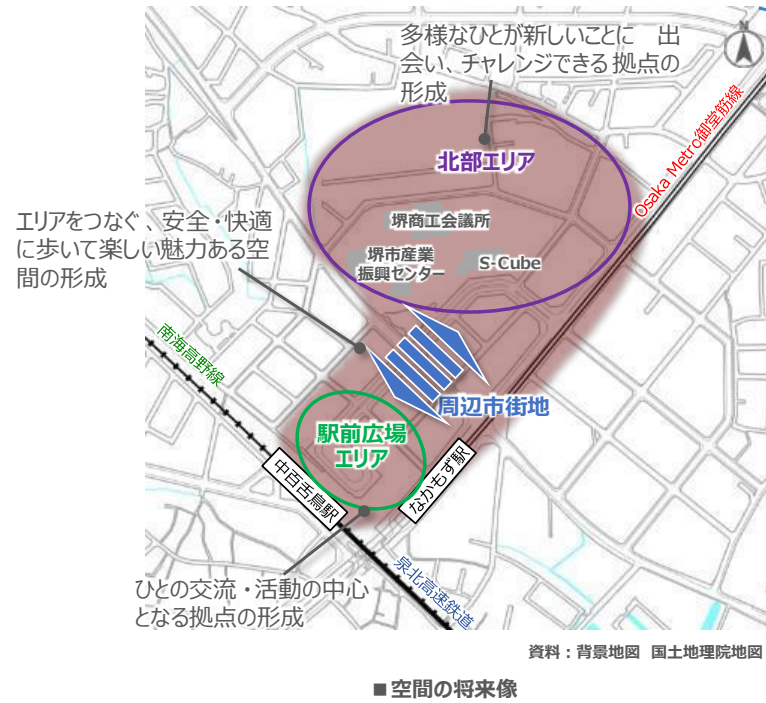 多様なひとが新しいことに 出
会い、チャレンジできる 拠点の
形成
Osaka Metro御堂筋線
北部エリア
堺商工会議所
エリアをつなぐ 、安全・快適
に歩いて楽しい魅力ある空
間の形成
堺市産業
振興センター
S-Cube
南海高野線
周辺市街地
駅前広場
エリア
中百舌鳥駅
なかもず駅
泉北高速鉄道
ひとの交流・活動の中心
となる拠点の形成
資料：背景地図 国土地理院地図
■空間の将来像